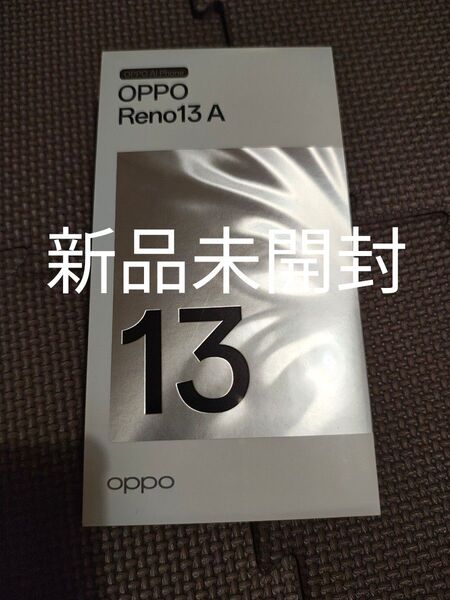 OPPO AI Phone
OPPO
Reno13 A
新品未開封
13
oppo